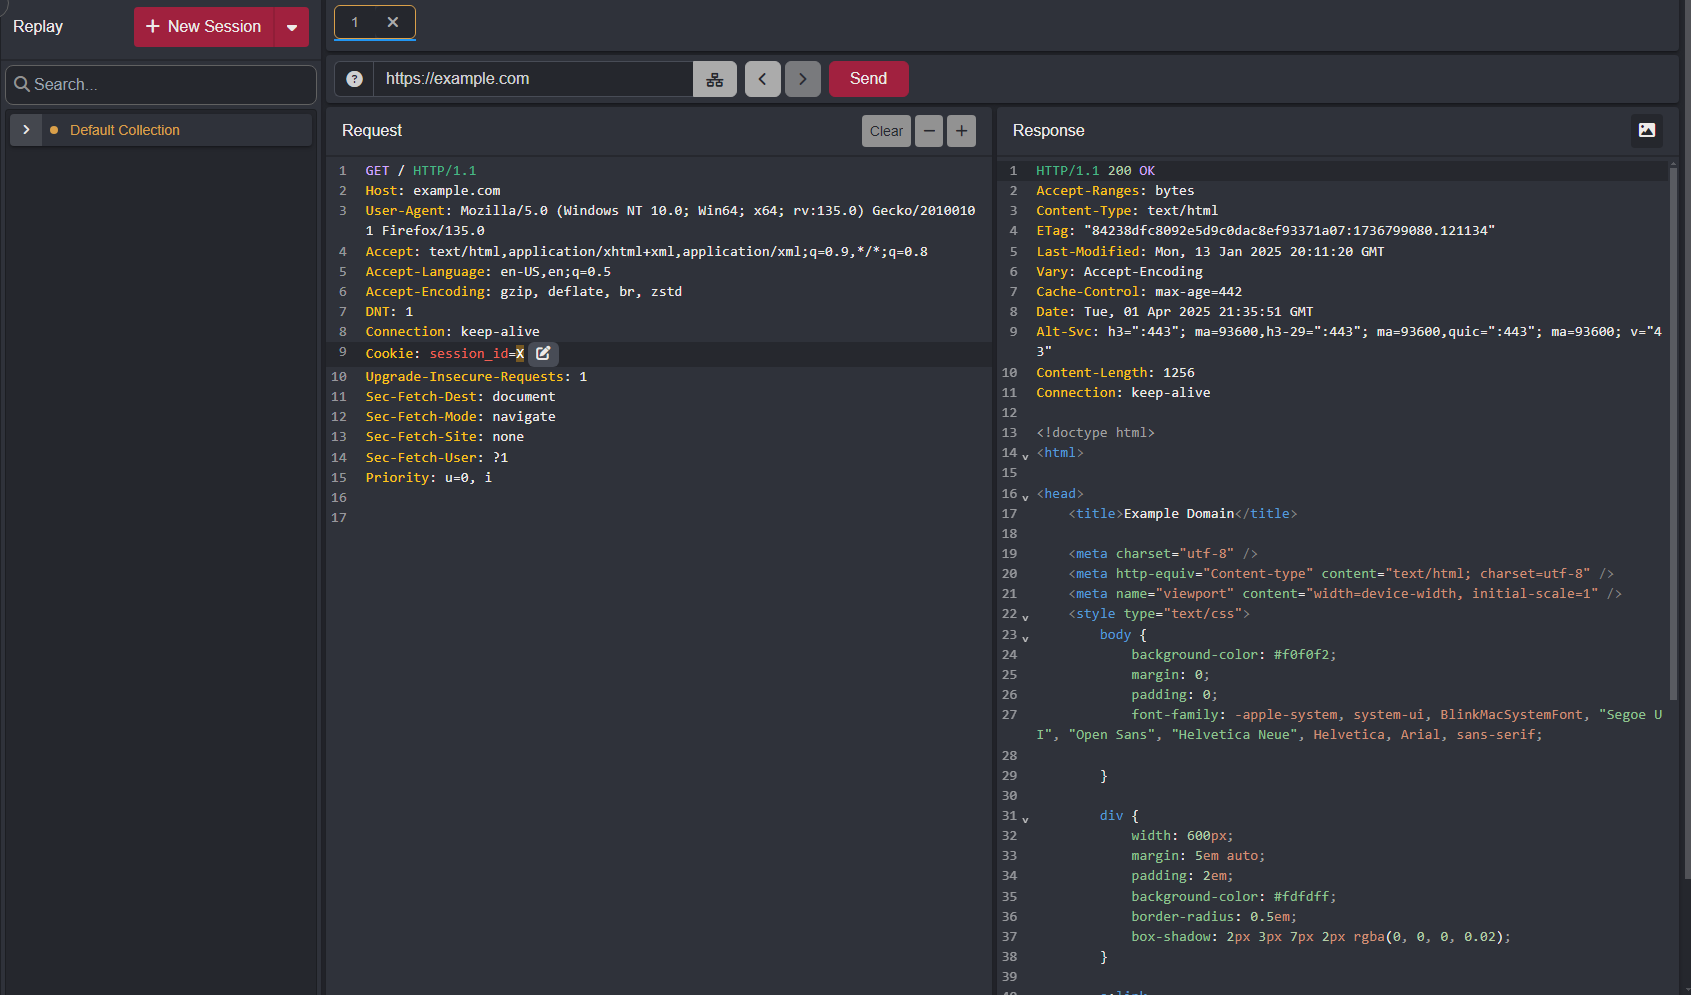 Replay
+ New Session
Search...
Default Collection
1
? https://example.com
Send
Request
Clear
− +
1 GET / HTTP/1.1
2 Host: example.com
3 User-Agent: Mozilla/5.0 (Windows NT 10.0; Win64; x64; rv:135.0) Gecko/2010010
1 Firefox/135.0
4 Accept: text/html,application/xhtml+xml,application/xml;q=0.9,*/*;q=0.8
5 Accept-Language: en-US,en;q=0.5
6 Accept-Encoding: gzip, deflate, br, zstd
7 DNT: 1
8 Connection: keep-alive
9 Cookie: session_id=X
10 Upgrade-Insecure-Requests: 1
11 Sec-Fetch-Dest: document
12 Sec-Fetch-Mode: navigate
13 Sec-Fetch-Site: none
14 Sec-Fetch-User: ?1
15 Priority: u=0, i
16
17
Response
1 HTTP/1.1 200 OK
2 Accept-Ranges: bytes
3 Content-Type: text/html
4 ETag: "84238dfc8092e5d9c0dac8ef93371a07:1736799080.121134"
5 Last-Modified: Mon, 13 Jan 2025 20:11:20 GMT
6 Vary: Accept-Encoding
7 Cache-Control: max-age=442
8 Date: Tue, 01 Apr 2025 21:35:51 GMT
9 Alt-Svc: h3=":443"; ma=93600,h3-29=":443"; ma=93600,quic=":443"; ma=93600; v="4
3"
10 Content-Length: 1256
11 Connection: keep-alive
12
13 <!doctype html>
14 <html>
15
16 <head>
17 <title>Example Domain</title>
18
19 <meta charset="utf-8" />
20 <meta http-equiv="Content-type" content="text/html; charset=utf-8" />
21 <meta name="viewport" content="width=device-width, initial-scale=1" />
22 <style type="text/css">
23 body {
24 background-color: #f0f0f2;
25 margin: 0;
26 padding: 0;
27 font-family: -apple-system, system-ui, BlinkMacSystemFont, "Segoe U
I", "Open Sans", "Helvetica Neue", Helvetica, Arial, sans-serif;
28
29 }
30
31 div {
32 width: 600px;
33 margin: 5em auto;
34 padding: 2em;
35 background-color: #fdfdff;
36 border-radius: 0.5em;
37 box-shadow: 2px 3px 7px 2px rgba(0, 0, 0, 0.02);
38 }
39